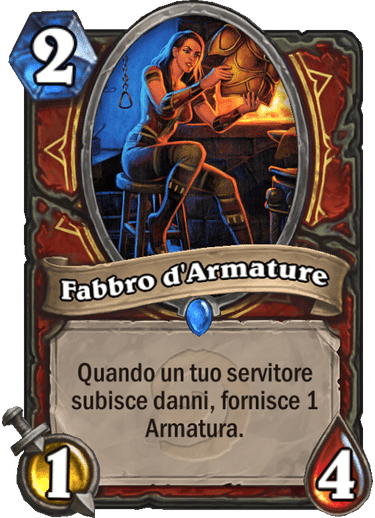 2
Fabbro d'Armature
Quando un tuo servitore
subisce danni, fornisce 1
Armatura.
1
4